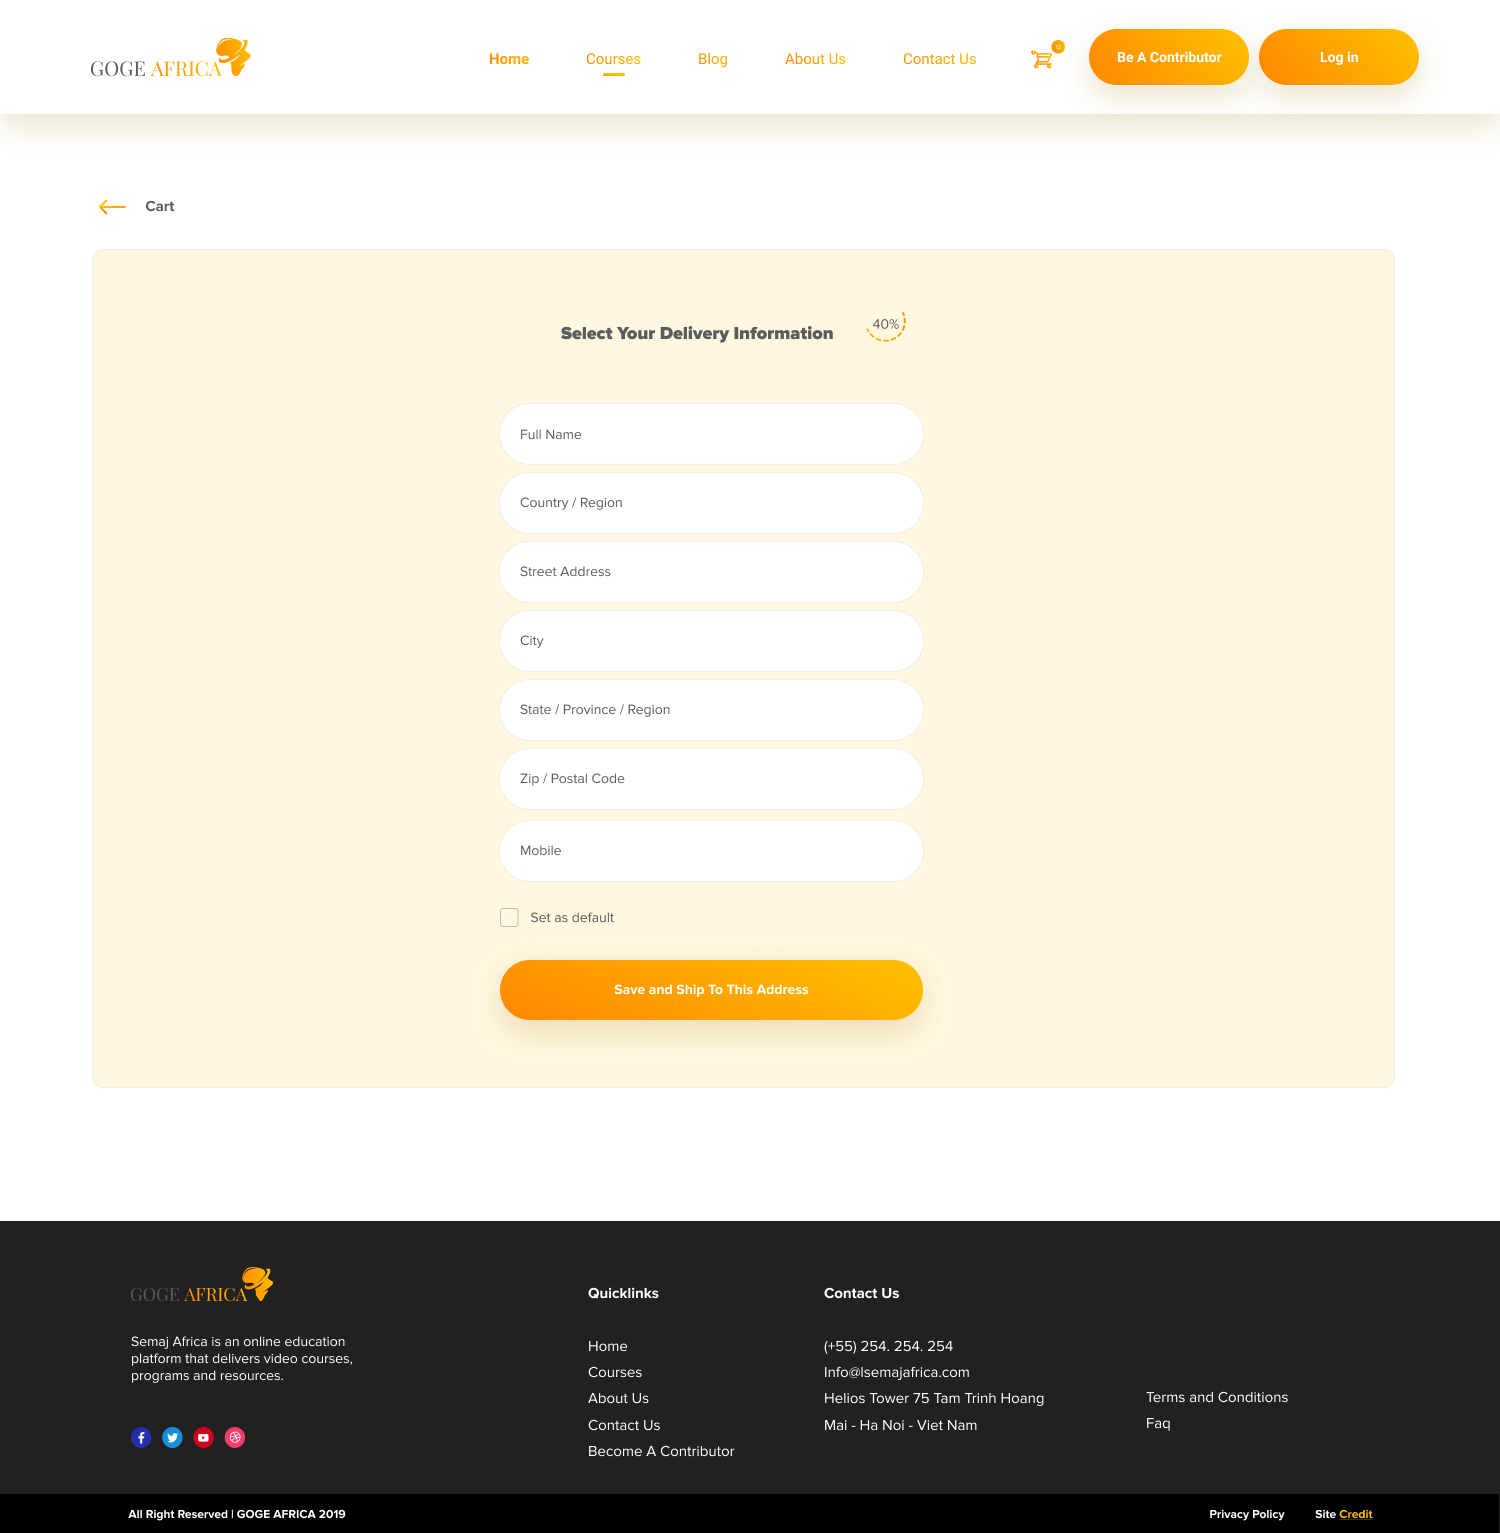 GOGE AFRICA
Home
Courses
Blog
About Us
Contact Us
Be A Contributor
Log in
Cart
Select Your Delivery Information
40%
Full Name
Country / Region
Street Address
City
State / Province / Region
Zip / Postal Code
Mobile
Set as default
Save and Ship To This Address
GOGE AFRICA
Semaj Africa is an online education
platform that delivers video courses,
programs and resources.
Quicklinks
Home
Courses
About Us
Contact Us
Become A Contributor
Contact Us
(+55) 254. 254. 254
Info@lsemajafrica.com
Helios Tower 75 Tam Trinh Hoang
Mai - Ha Noi - Viet Nam
Terms and Conditions
Faq
All Right Reserved | GOGE AFRICA 2019
Privacy Policy
Site Credit